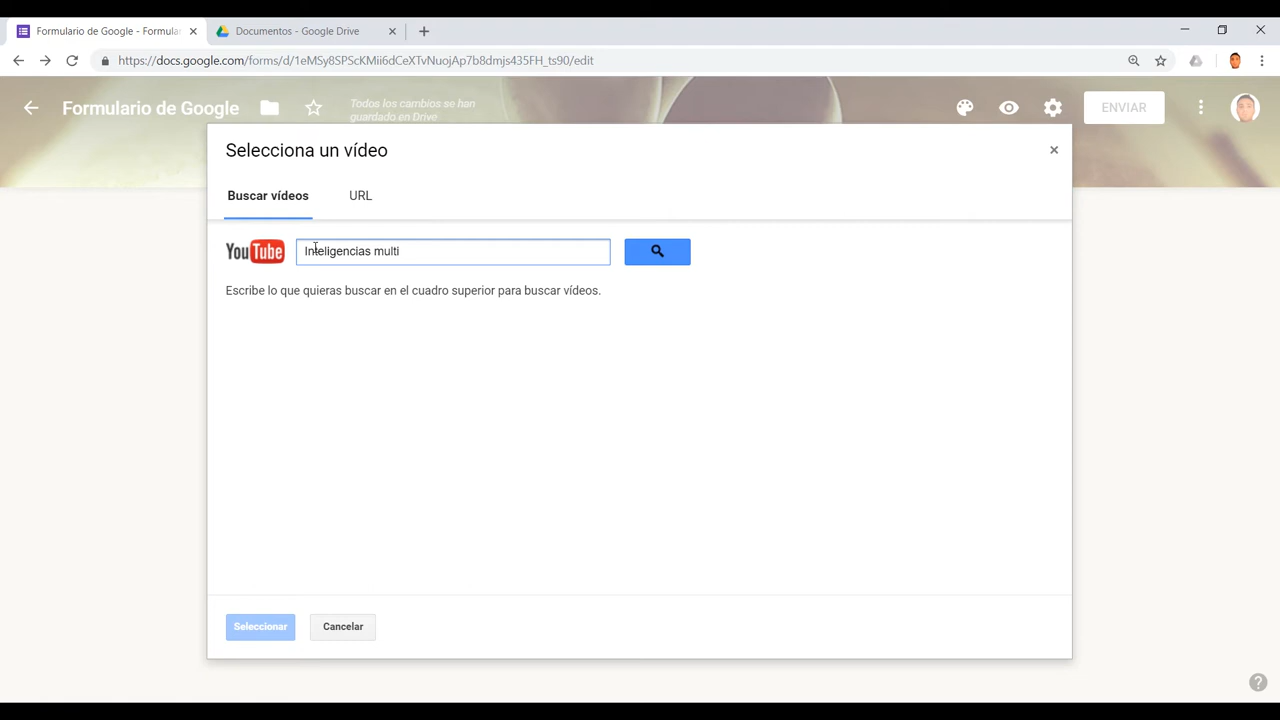 Formulario de Google - Formula
Documentos - Google Drive
https://docs.google.com/forms/d/1eMSy8SPScKMii6dCeXTvNuojAp7b8dmjs435FH_ts90/edit
Formulario de Google
Todos los cambios se han
guardado en Drive
ENVIAR
Selecciona un vídeo
Buscar vídeos
URL
YouTube
Inteligencias multi
Escribe lo que quieras buscar en el cuadro superior para buscar vídeos.
Seleccionar
Cancelar